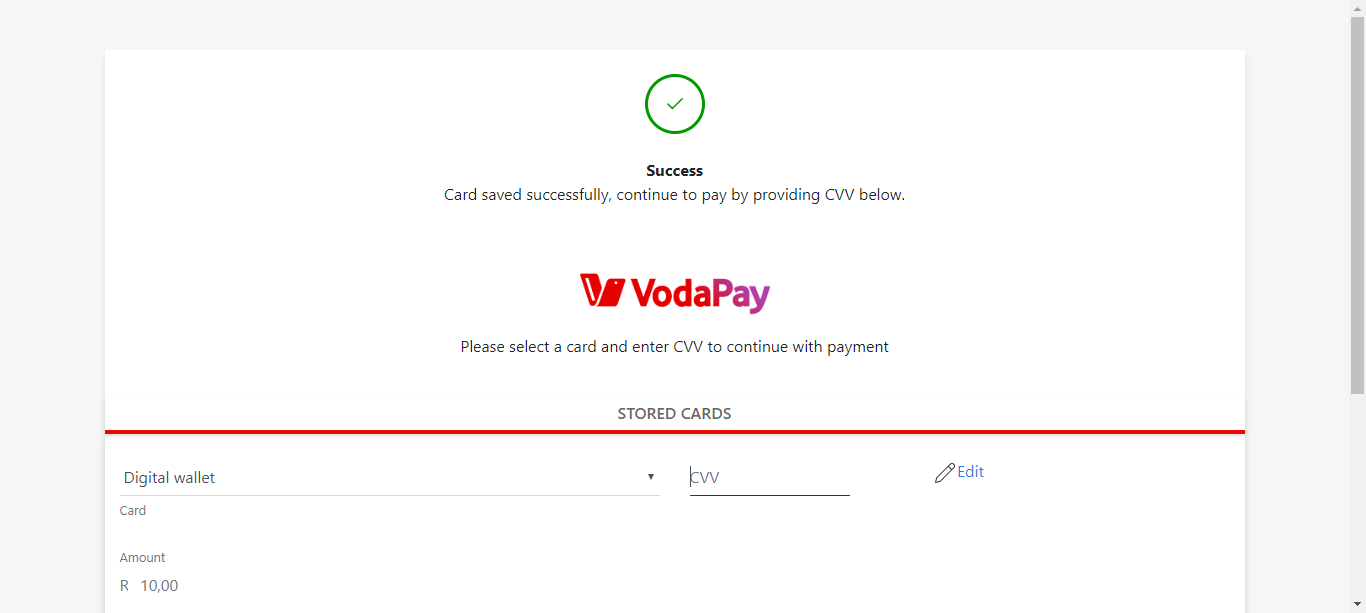 Success
Card saved successfully, continue to pay by providing CVV below.
VodaPay
Please select a card and enter CVV to continue with payment
STORED CARDS
Digital wallet
CVV
Edit
Card
Amount
R 10,00